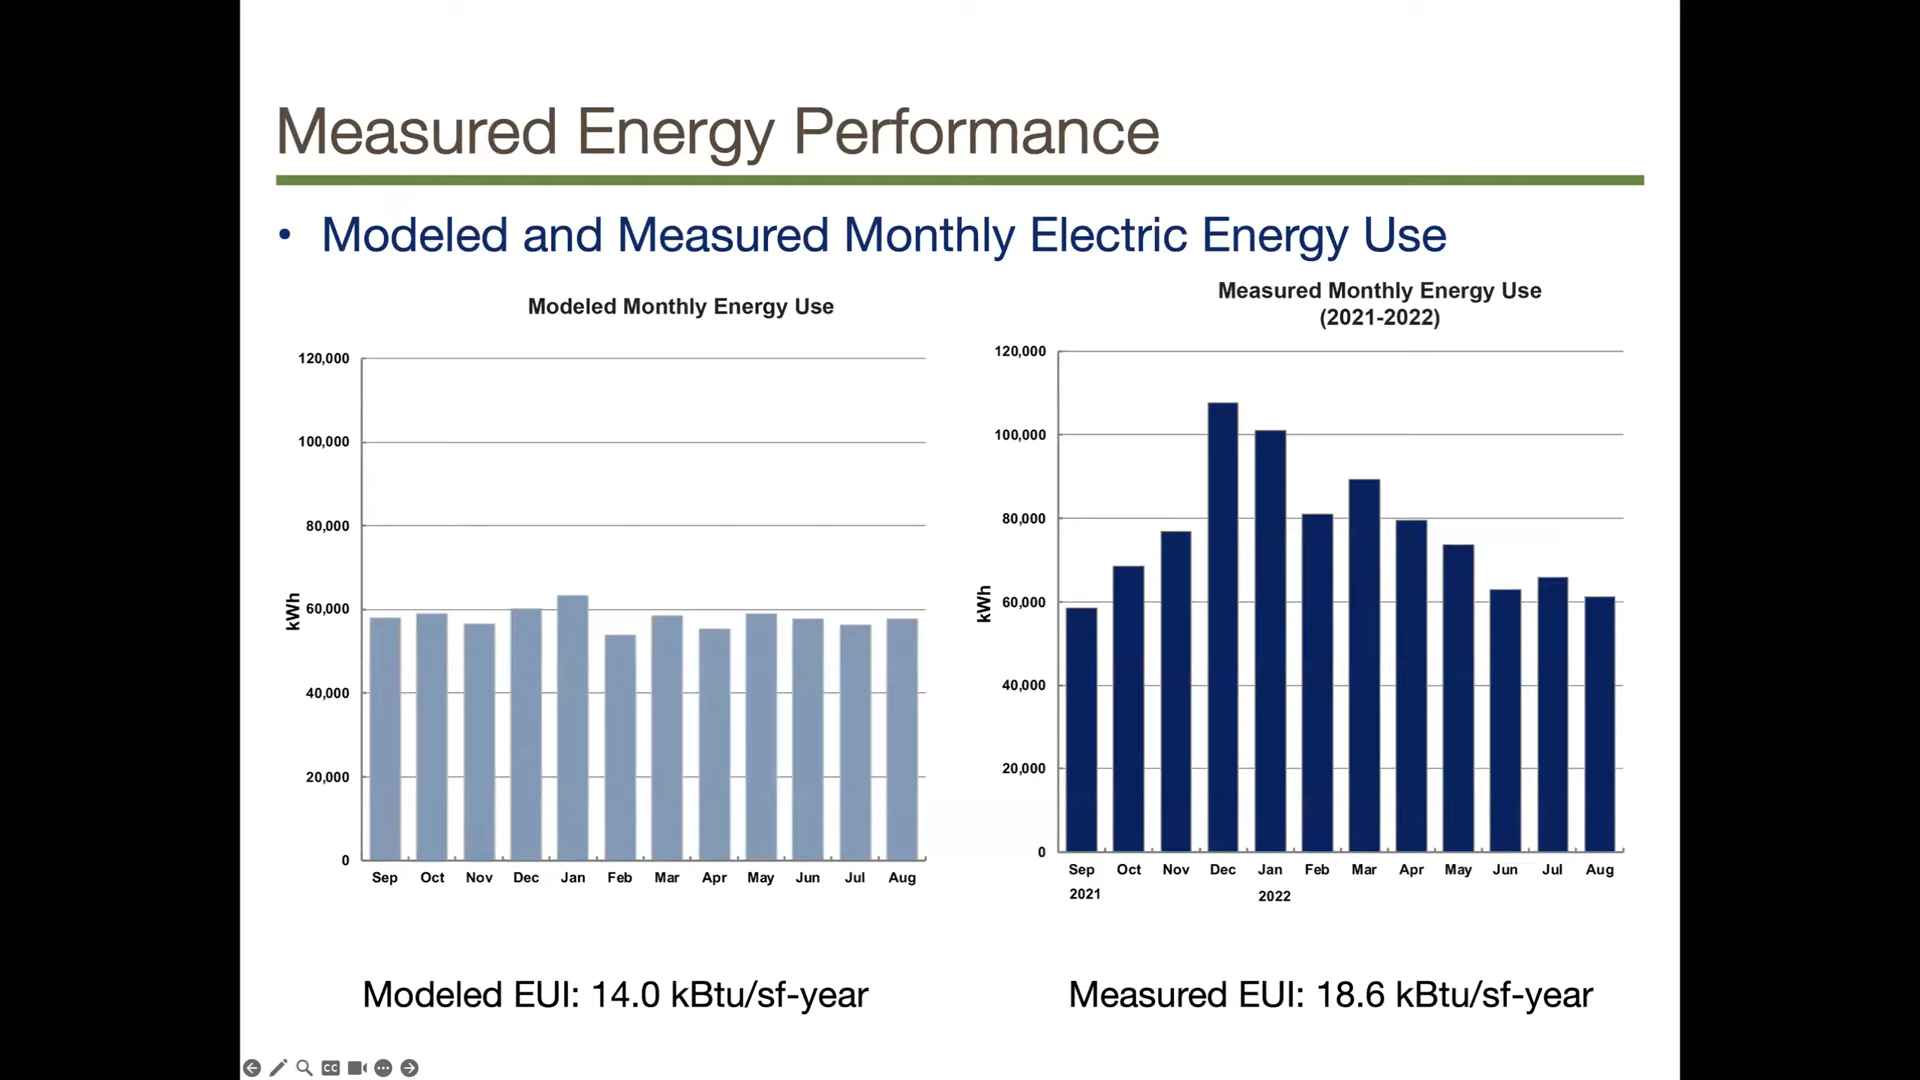 Measured Energy Performance
• Modeled and Measured Monthly Electric Energy Use
Modeled Monthly Energy Use
120,000
100,000
80,000
60,000
40,000
20,000
0
kWh
Sep Oct Nov Dec Jan Feb Mar Apr May Jun Jul Aug
Modeled EUI: 14.0 kBtu/sf-year
Measured Monthly Energy Use
(2021-2022)
120,000
100,000
80,000
60,000
40,000
20,000
0
kWh
Sep Oct Nov Dec Jan Feb Mar Apr May Jun Jul Aug
2021 2022
Measured EUI: 18.6 kBtu/sf-year
CC